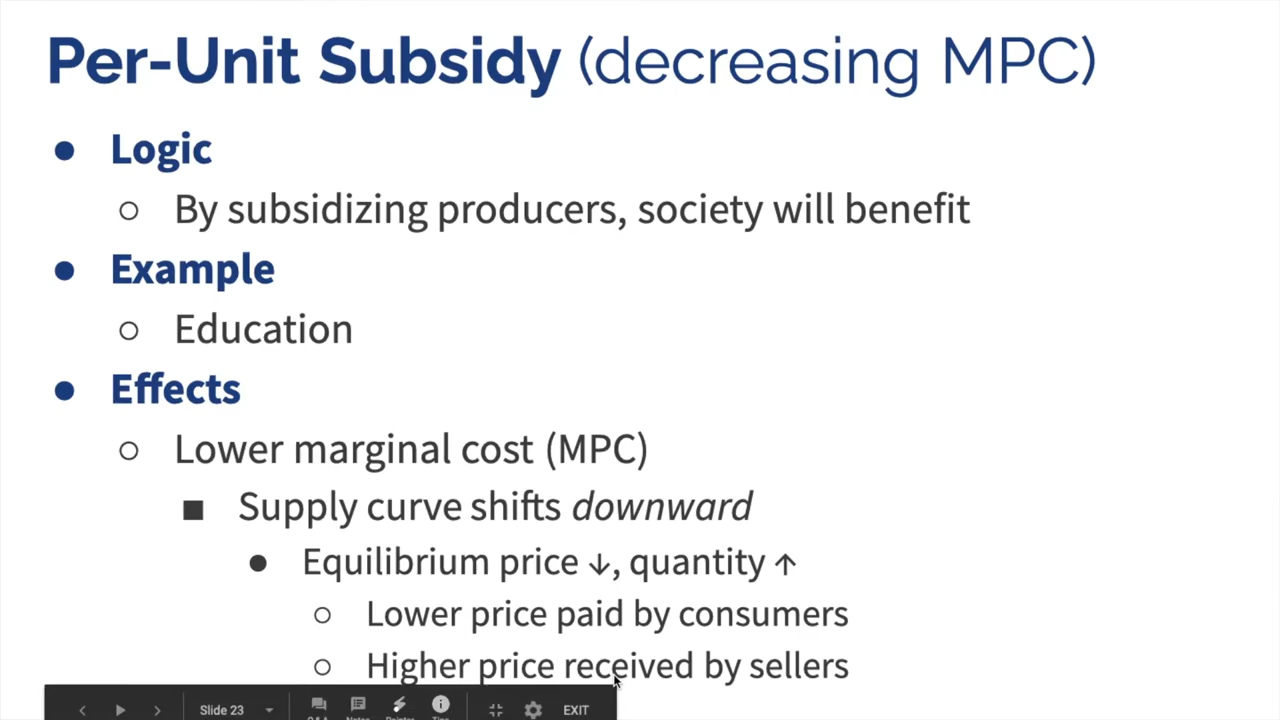 Per-Unit Subsidy (decreasing MPC)
● Logic
○ By subsidizing producers, society will benefit
● Example
○ Education
● Effects
○ Lower marginal cost (MPC)
■ Supply curve shifts downward
● Equilibrium price ↓, quantity ↑
○ Lower price paid by consumers
○ Higher price received by sellers
Slide 23 EXIT